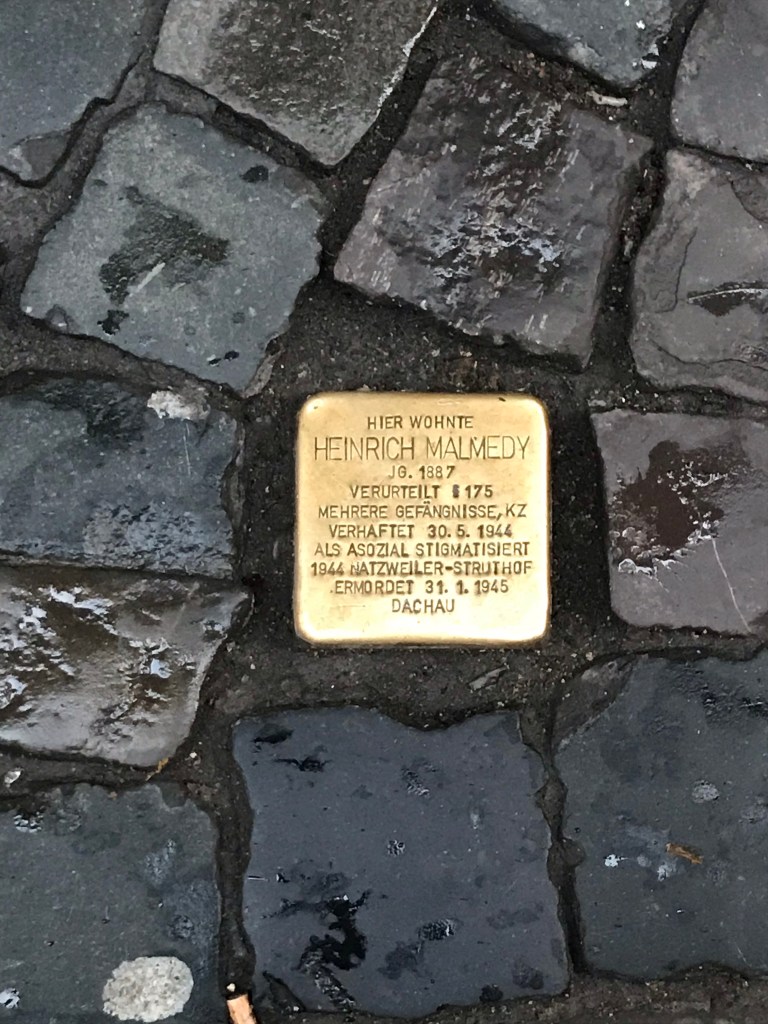 HIER WOHNTE
HEINRICH MALMEDY
JG. 1887
VERURTEILT § 175
MEHRERE GEFÄNGNISSE, KZ
VERHAFTET 30. 5. 1944
ALS ASOZIAL STIGMATISIERT
1944 NATZWEILER-STRUTHOF
ERMORDET 31. 1. 1945
DACHAU